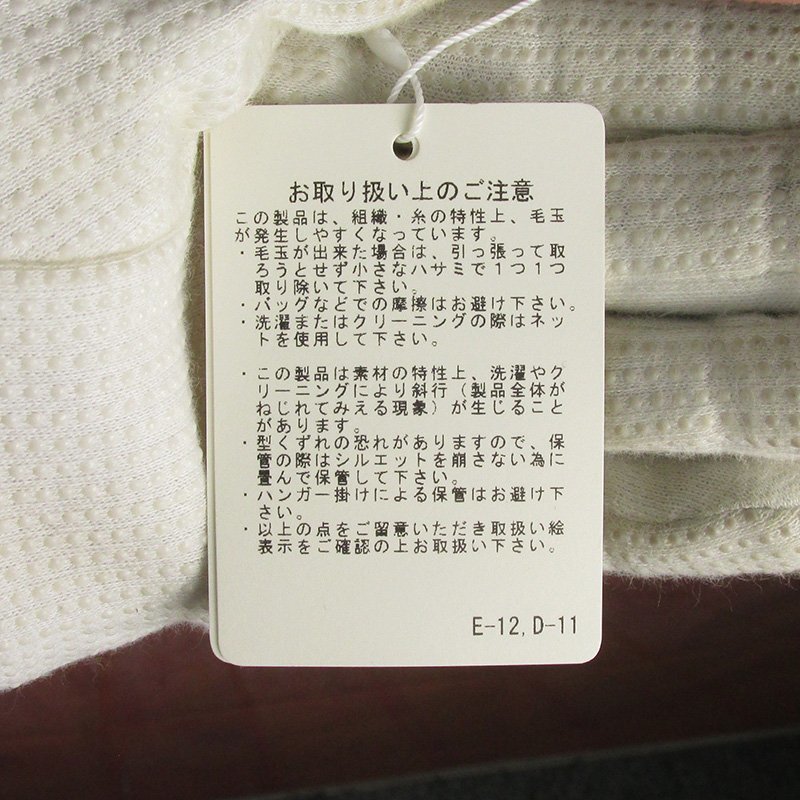 お取り扱い上のご注意
この製品は、組織・糸の特性上、毛玉
が発生しやすくなっています。
・毛玉が出来た場合は、引っ張って取
ろうとせず小さなハサミで１つ１つ
取り除いて下さい。
・バッグなどでの摩擦はお避け下さい。
・洗濯またはクリーニングの際はネッ
トを使用して下さい。
・この製品は素材の特性上、洗濯やク
リーニングにより斜行（製品全体が
ねじれてみえる現象）が生じること
があります。
・型くずれの恐れがありますので、保
管の際はシルエットを崩さない為に
畳んで保管して下さい。
・ハンガー掛けによる保管はお避け下
さい。
・以上の点をご留意いただき取扱い絵
表示をご確認の上お取扱い下さい。
E-12,D-11